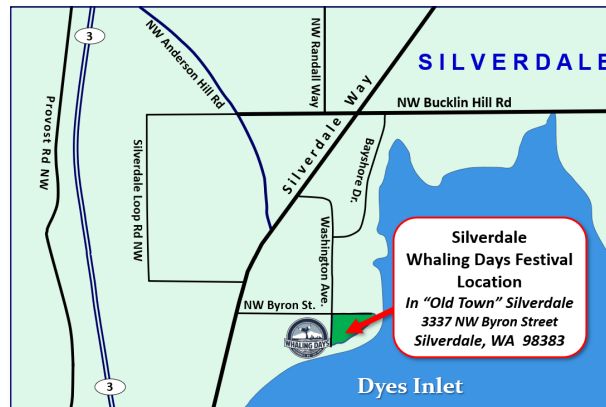 3
NW Anderson Hill Rd
NW Randall Way
SILVERDALE
Silverdale Way
NW Bucklin Hill Rd
Provost Rd NW
Silverdale Loop Rd NW
Bayshore Dr.
Washington Ave.
Silverdale
Whaling Days Festival
Location
In “Old Town” Silverdale
3337 NW Byron Street
Silverdale, WA 98383
NW Byron St.
WHALING DAYS
3
Dyes Inlet